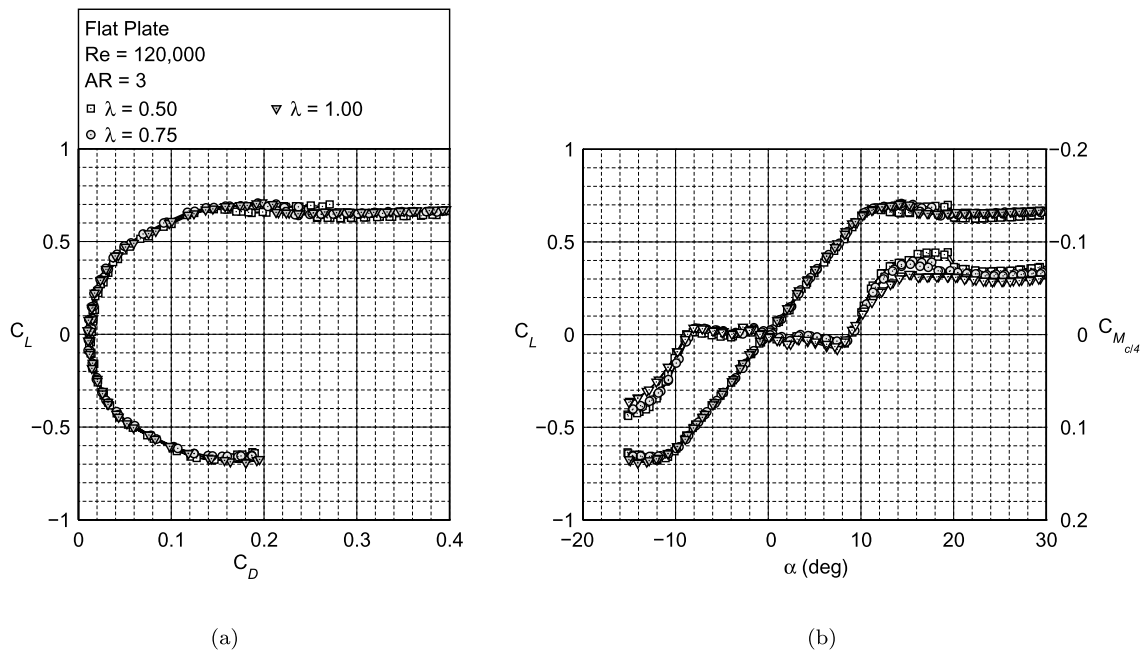 Flat Plate
Re = 120,000
AR = 3
λ = 0.50
λ = 1.00
λ = 0.75
1
0.5
0
−0.5
−1
C_L
0
0.1
0.2
0.3
0.4
C_D
(a)
1
0.5
0
−0.5
−1
C_L
−20
−10
0
10
20
30
α (deg)
−0.2
−0.1
0
0.1
0.2
C_{M_{c/4}}
(b)